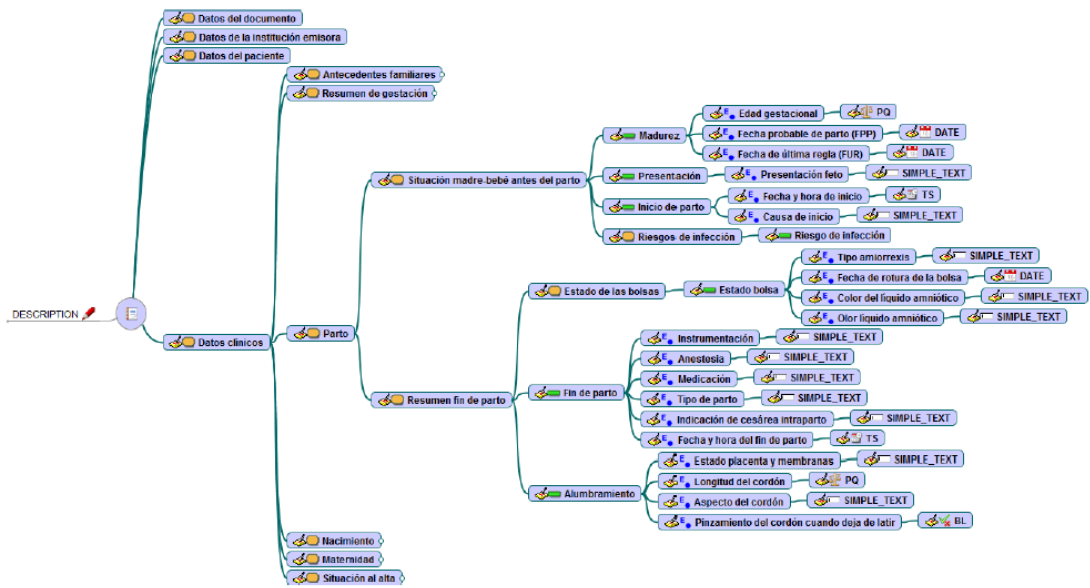 Datos del documento
Datos de la institución emisora
Datos del paciente
Antecedentes familiares
Resumen de gestación
E Edad gestacional PQ
Madurez E Fecha probable de parto (FPP) DATE
E Fecha de última regla (FUR) DATE
Situación madre-bebé antes del parto Presentación E Presentación feto SIMPLE_TEXT
E Fecha y hora de inicio TS
Inicio de parto
E Causa de inicio SIMPLE_TEXT
Riesgos de infección Riesgo de infección
E Tipo amiorrexis SIMPLE_TEXT
E Fecha de rotura de la bolsa DATE
Estado de las bolsas Estado bolsa
E Color del líquido amniótico SIMPLE_TEXT
DESCRIPTION E Olor líquido amniótico SIMPLE_TEXT
Datos clínicos Parto E Instrumentación SIMPLE_TEXT
E Anestesia SIMPLE_TEXT
E Medicación SIMPLE_TEXT
Resumen fin de parto Fin de parto E Tipo de parto SIMPLE_TEXT
E Indicación de cesárea intraparto SIMPLE_TEXT
E Fecha y hora del fin de parto TS
E Estado placenta y membranas SIMPLE_TEXT
E Longitud del cordón PQ
Alumbramiento
E Aspecto del cordón SIMPLE_TEXT
E Pinzamiento del cordón cuando deja de latir BL
Nacimiento
Maternidad
Situación al alta